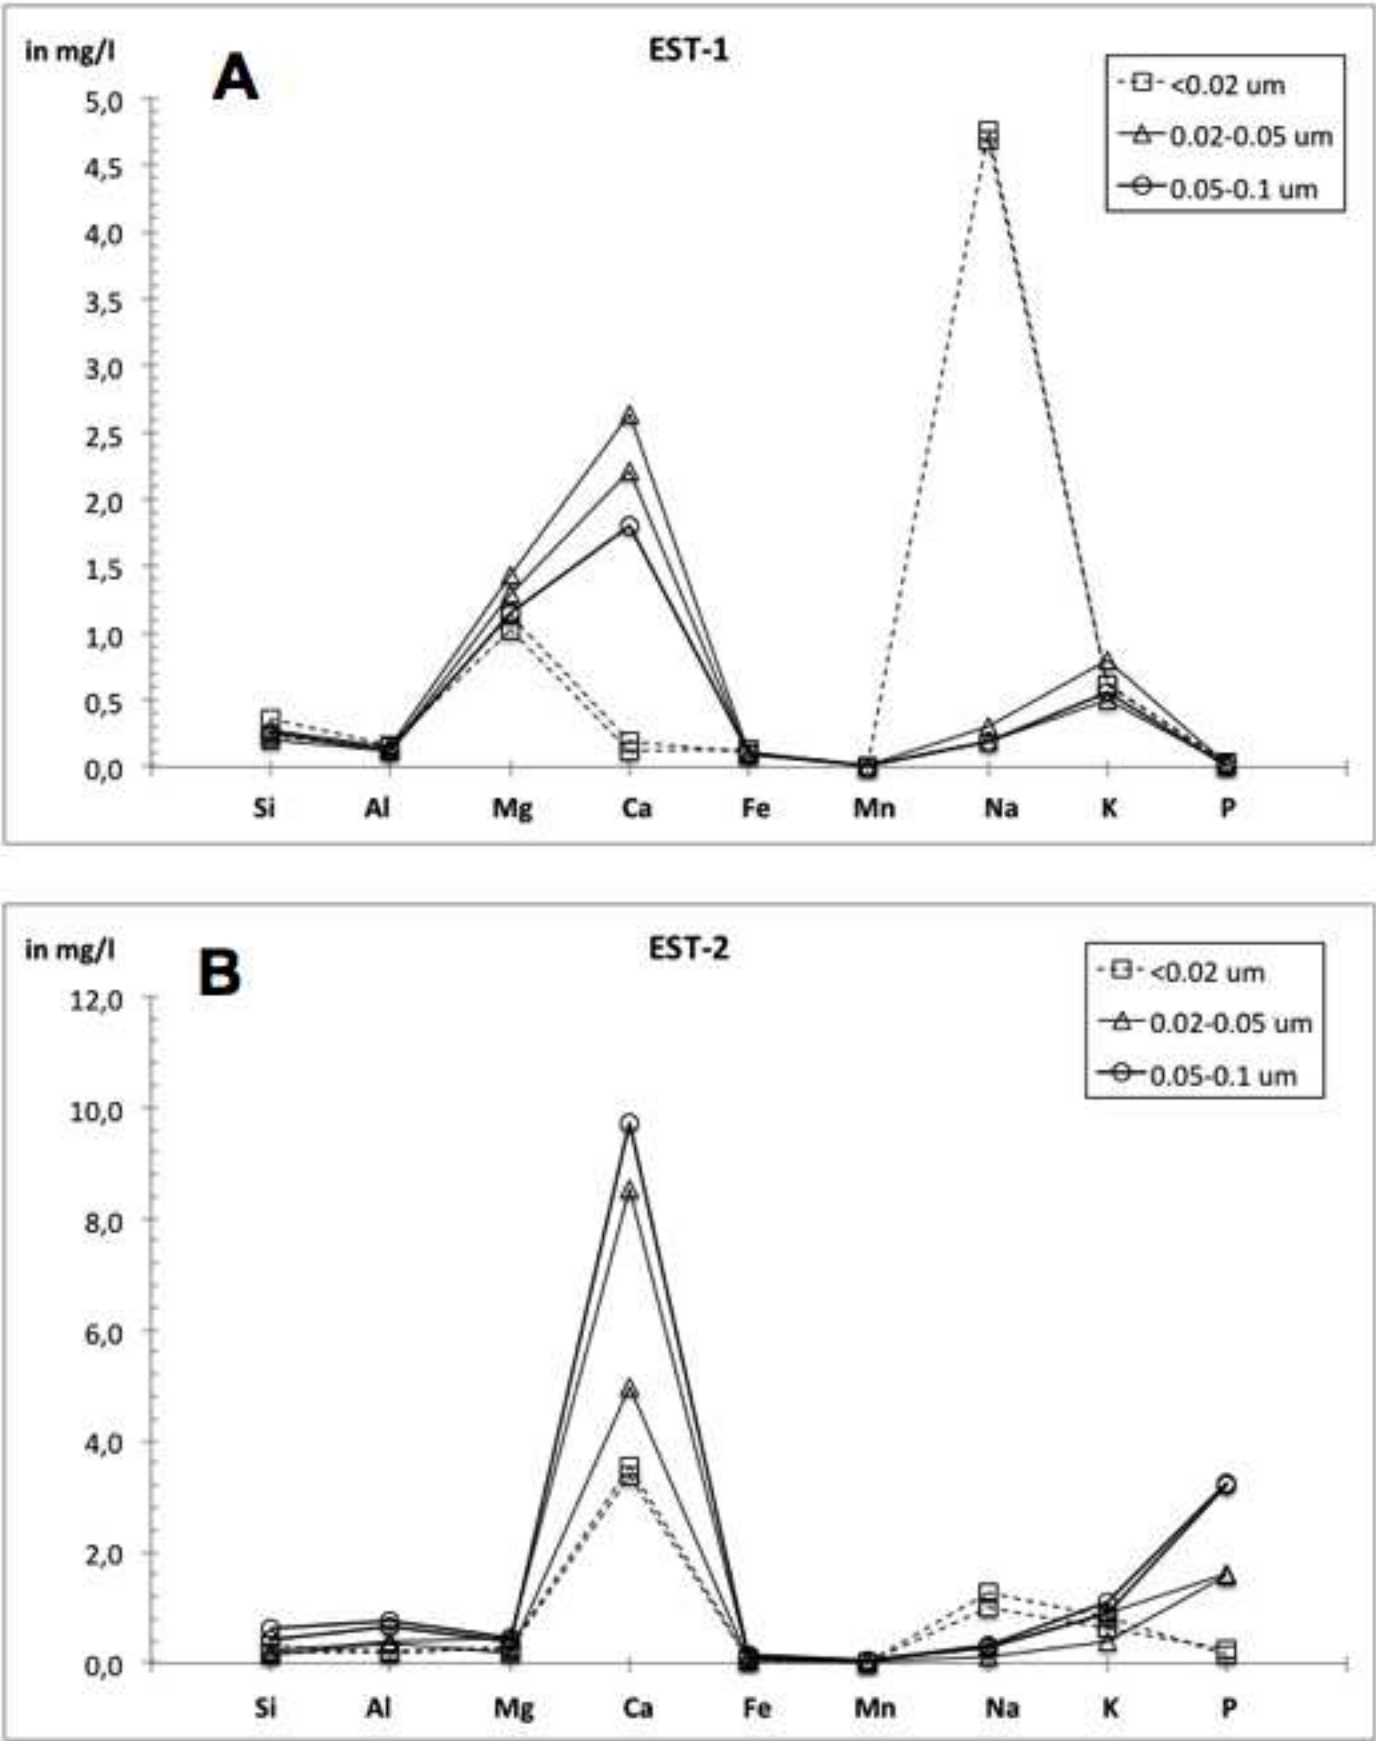 in mg/l
A
EST-1
<0.02 um
0.02-0.05 um
0.05-0.1 um
5,0
4,5
4,0
3,5
3,0
2,5
2,0
1,5
1,0
0,5
0,0
Si Al Mg Ca Fe Mn Na K P
in mg/l
B
EST-2
<0.02 um
0.02-0.05 um
0.05-0.1 um
12,0
10,0
8,0
6,0
4,0
2,0
0,0
Si Al Mg Ca Fe Mn Na K P